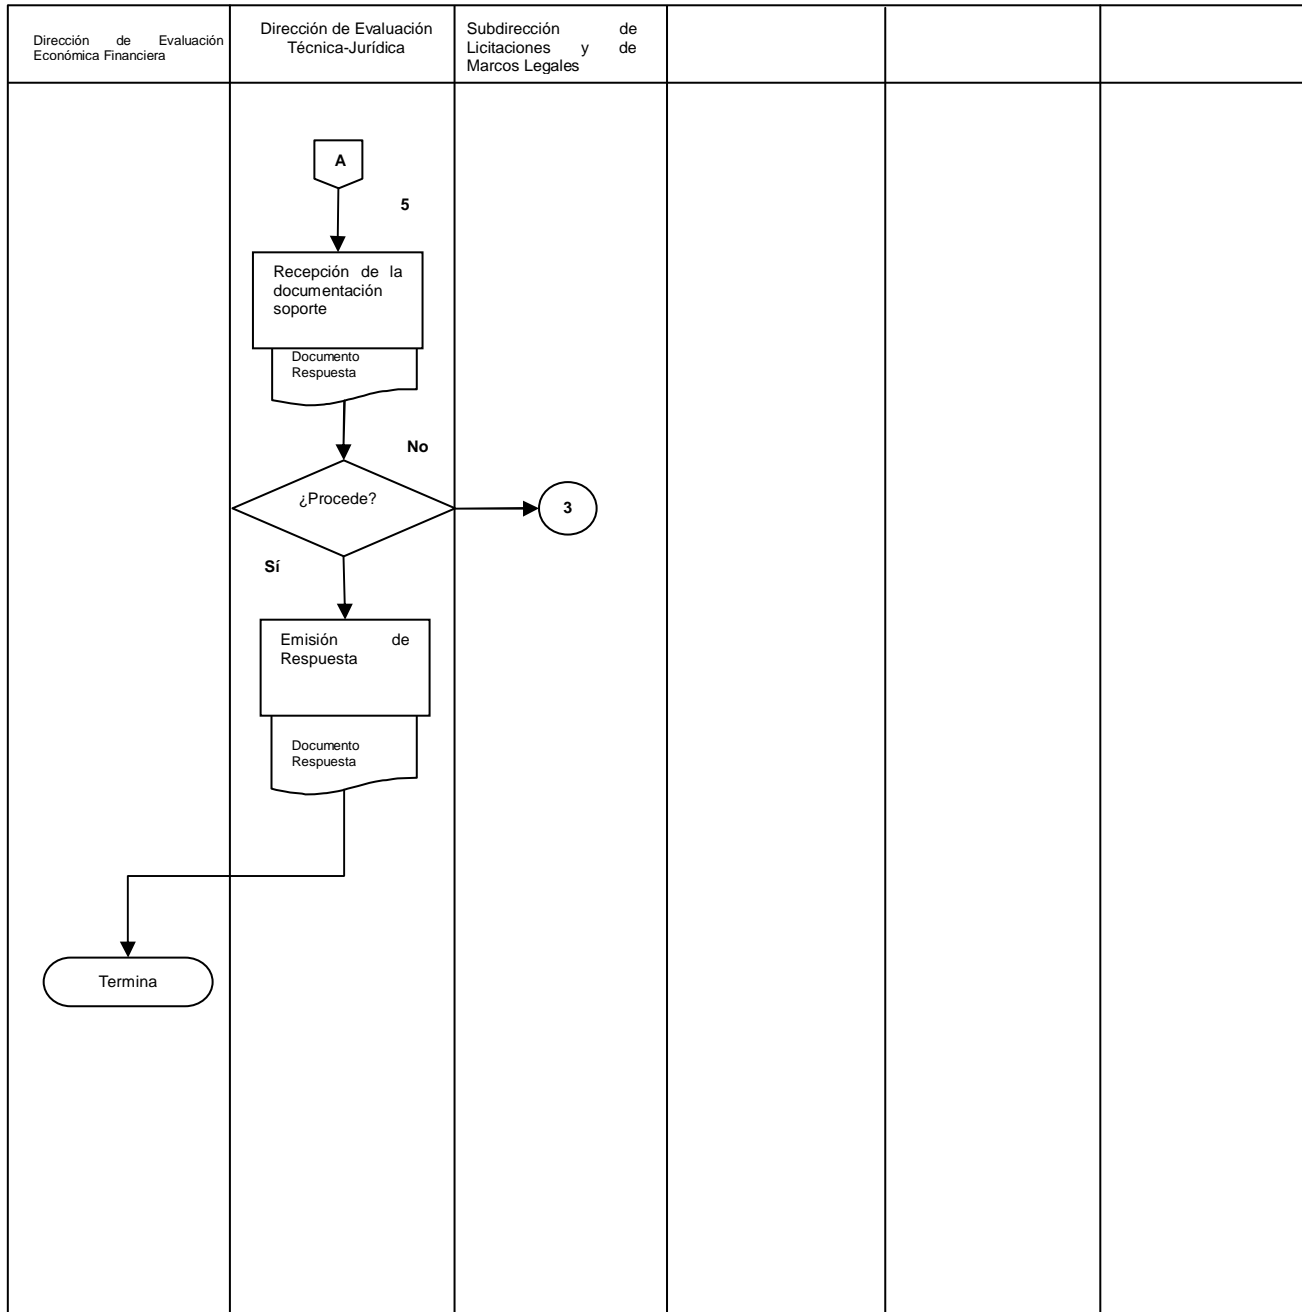 Dirección de Evaluación
Económica Financiera
Dirección de Evaluación
Técnica-Jurídica
Subdirección de
Licitaciones y de
Marcos Legales
A
5
Recepción de la
documentación
soporte
Documento
Respuesta
No
¿Procede?
3
Sí
Emisión de
Respuesta
Documento
Respuesta
Termina